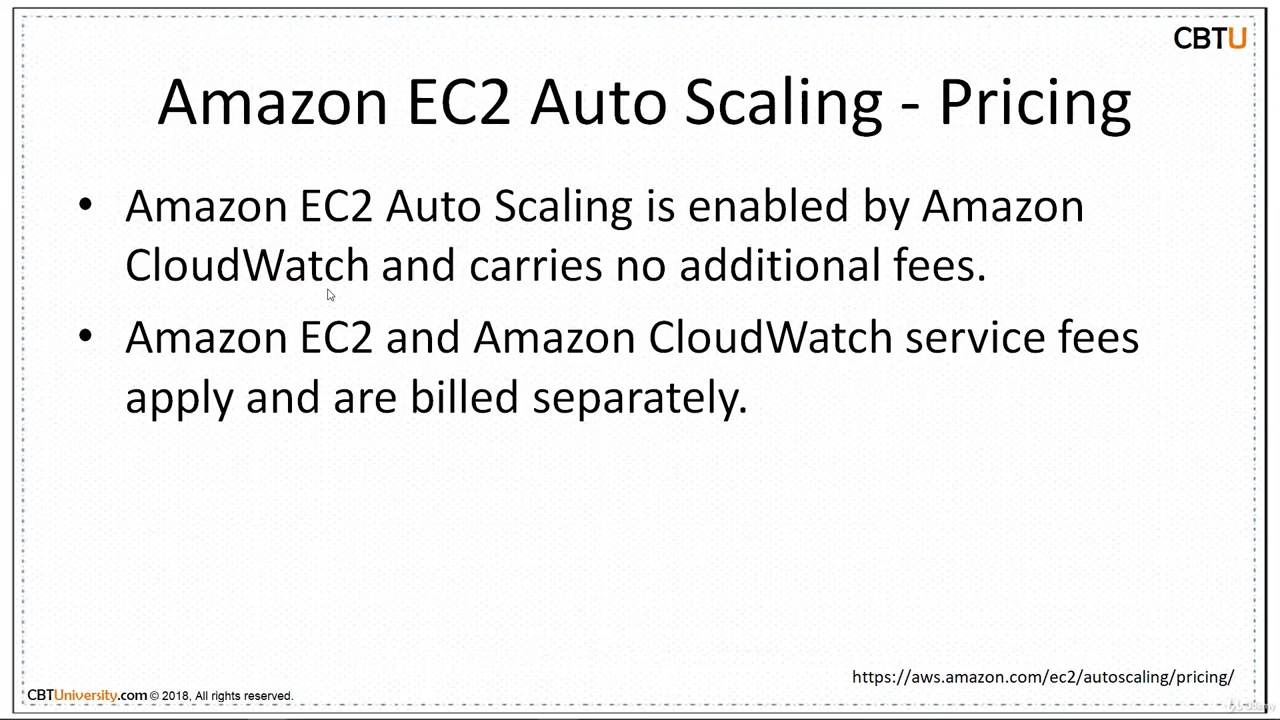 CBTU
Amazon EC2 Auto Scaling - Pricing
• Amazon EC2 Auto Scaling is enabled by Amazon
CloudWatch and carries no additional fees.
• Amazon EC2 and Amazon CloudWatch service fees
apply and are billed separately.
https://aws.amazon.com/ec2/autoscaling/pricing/
CBTUniversity.com © 2018, All rights reserved.